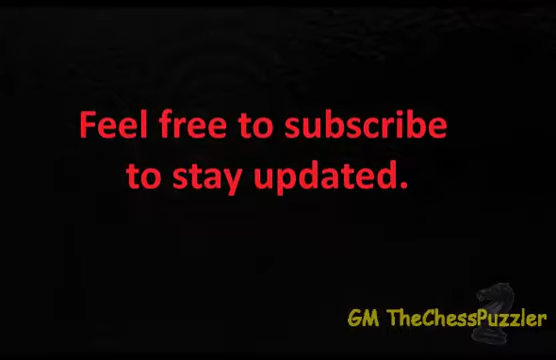 Feel free to subscribe
to stay updated.
GM TheChessPuzzler